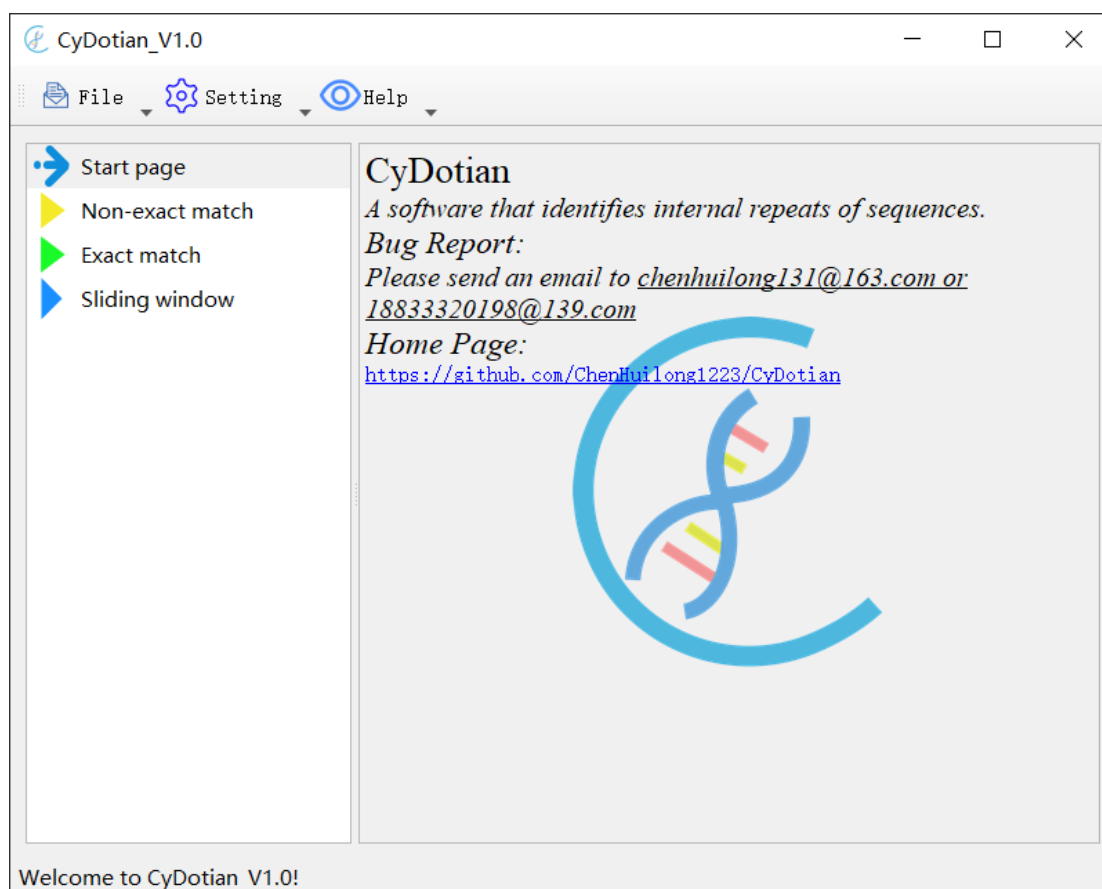 CyDotian_V1.0
File Setting Help
Start page
Non-exact match
Exact match
Sliding window
CyDotian
A software that identifies internal repeats of sequences.
Bug Report:
Please send an email to chenhuilong131@163.com or
18833320198@139.com
Home Page:
https://github.com/ChenHuilong1223/CyDotian
Welcome to CyDotian_V1.0!